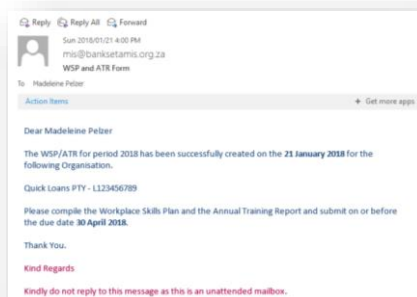 Reply Reply All Forward
Sun 2018/01/21 4:00 PM
mis@banksetamis.org.za
WSP and ATR Form
To Madeleine Pelzer
Action Items + Get more apps
Dear Madeleine Pelzer
The WSP/ATR for period 2018 has been successfully created on the 21 January 2018 for the
following Organisation.
Quick Loans PTY - L123456789
Please compile the Workplace Skills Plan and the Annual Training Report and submit on or before
the due date 30 April 2018.
Thank You.
Kind Regards
Kindly do not reply to this message as this is an unattended mailbox.